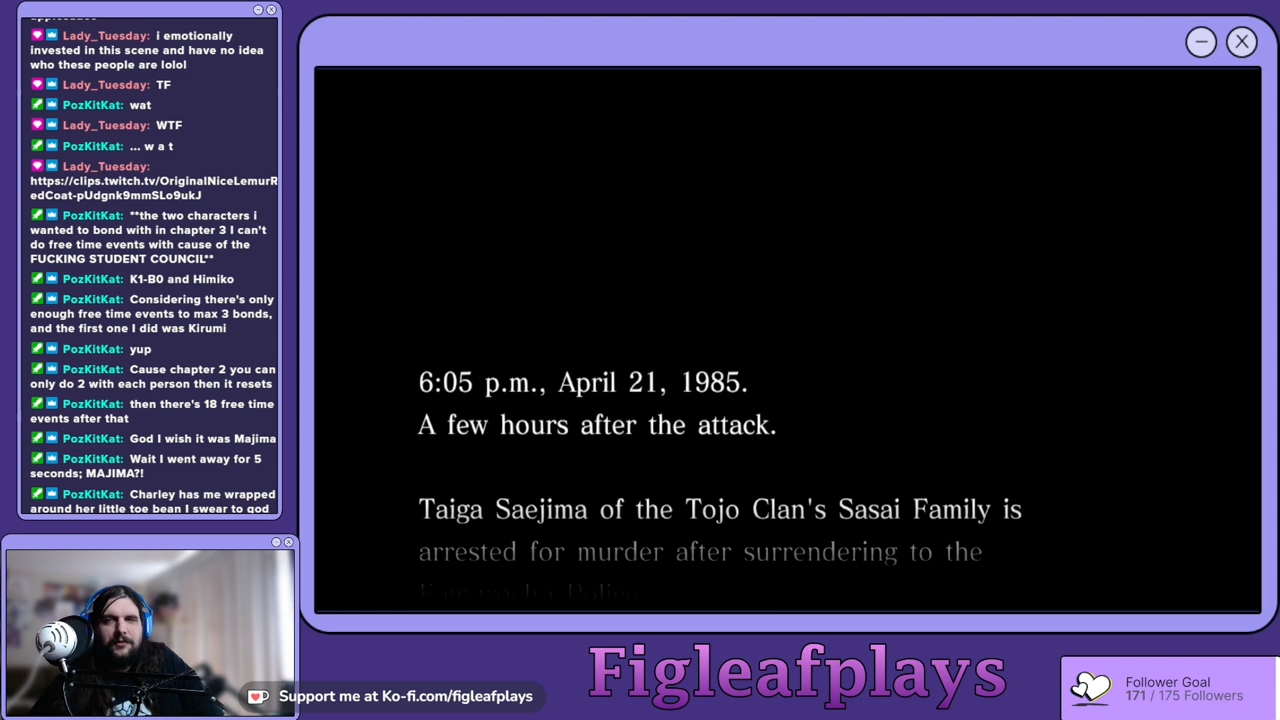 Lady_Tuesday: i emotionally
invested in this scene and have no idea
who these people are lolol
Lady_Tuesday: TF
PozKitKat: wat
Lady_Tuesday: WTF
PozKitKat: ... w a t
Lady_Tuesday:
https://clips.twitch.tv/OriginalNiceLemurR
edCoat-pUdgnk9mmSLo9ukJ
PozKitKat: **the two characters i
wanted to bond with in chapter 3 I can't
do free time events with cause of the
FUCKING STUDENT COUNCIL**
PozKitKat: K1-B0 and Himiko
PozKitKat: Considering there's only
enough free time events to max 3 bonds,
and the first one I did was Kirumi
PozKitKat: yup
PozKitKat: Cause chapter 2 you can
only do 2 with each person then it resets
PozKitKat: then there's 18 free time
events after that
PozKitKat: God I wish it was Majima
PozKitKat: Wait I went away for 5
seconds; MAJIMA?!
PozKitKat: Charley has me wrapped
around her little toe bean I swear to god
6:05 p.m., April 21, 1985.
A few hours after the attack.
Taiga Saejima of the Tojo Clan's Sasai Family is
arrested for murder after surrendering to the
Support me at Ko-fi.com/figleafplays
Figleafplays
Follower Goal
171 / 175 Followers